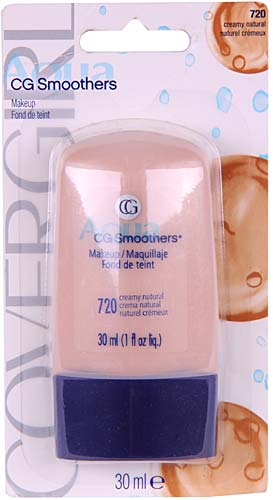 720
creamy natural
naturel crémeux
Aqua
CG Smoothers
Makeup
Fond de teint
COVERGIRL
CG
Aqua
CG Smoothers®
Makeup/Maquillaje
Fond de teint
720
creamy natural
crema natural
naturel crémeux
30 ml (1 fl oz liq.)
30 ml e